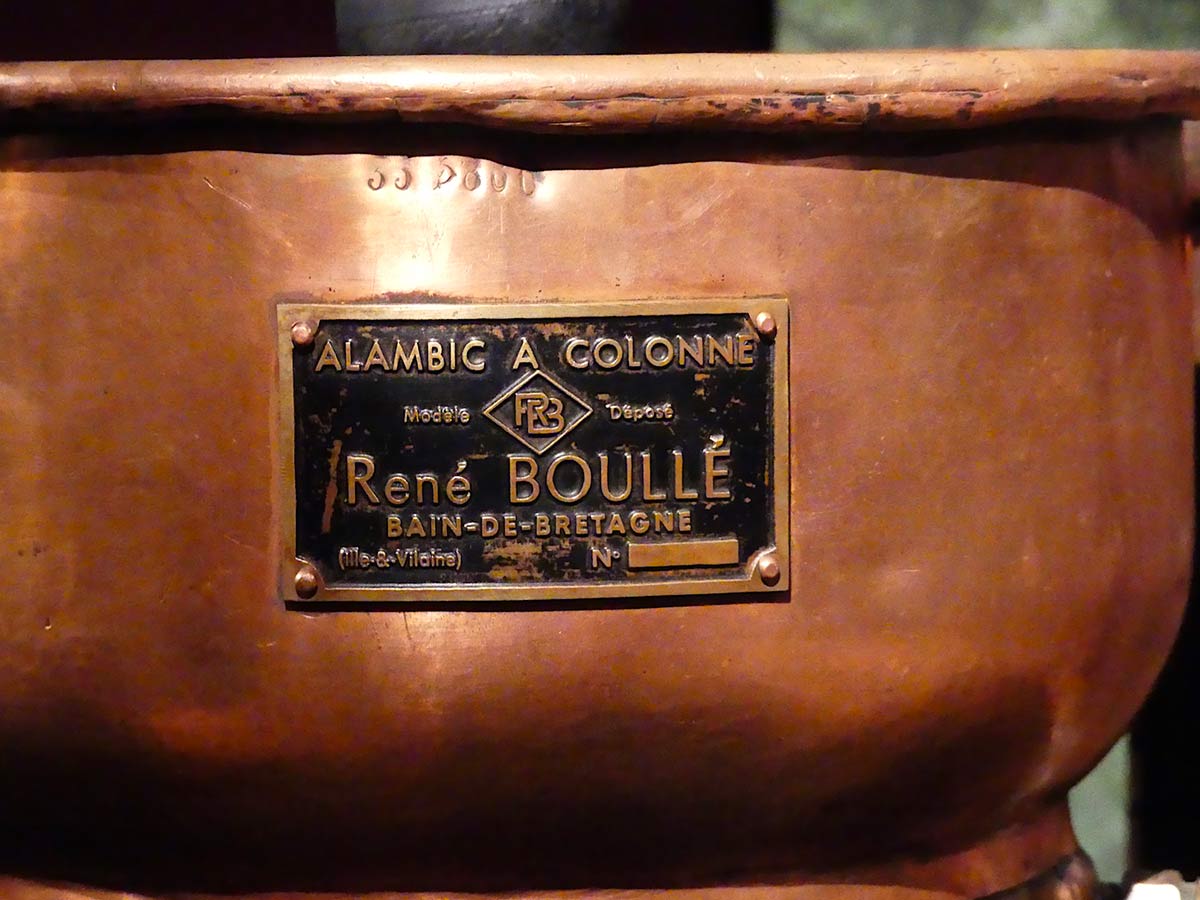 ALAMBIC A COLONNE
Modèle RB Déposé
René BOULLÉ
BAIN-DE-BRETAGNE
(Ille-&-Vilaine) N°